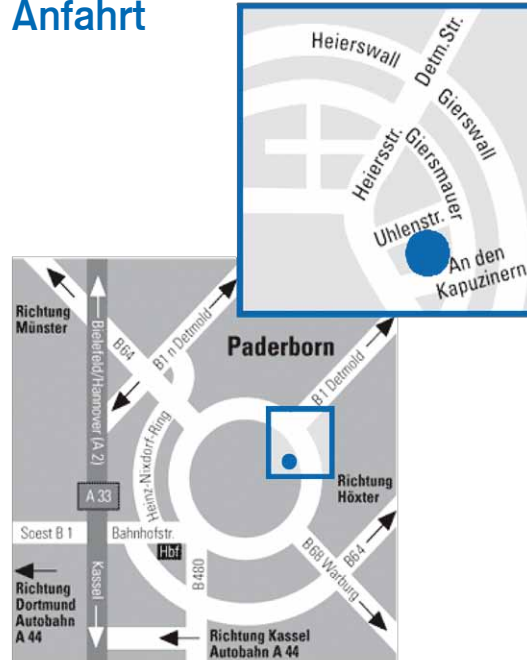 Anfahrt
Heierswall
Detm.Str.
Gierswall
Heiersstr.
Giersmauer
Uhlenstr.
An den
Kapuzinern
Richtung
Münster
B64
B1 n Detmold
Bielefeld/Hannover (A 2)
Paderborn
B1 Detmold
Heinz-Nixdorf-Ring
Richtung
Höxter
A 33
Soest B 1
Bahnhofstr.
Hbf
B480
B68 Warburg
B64
Kassel
Richtung
Dortmund
Autobahn
A 44
Richtung Kassel
Autobahn A 44